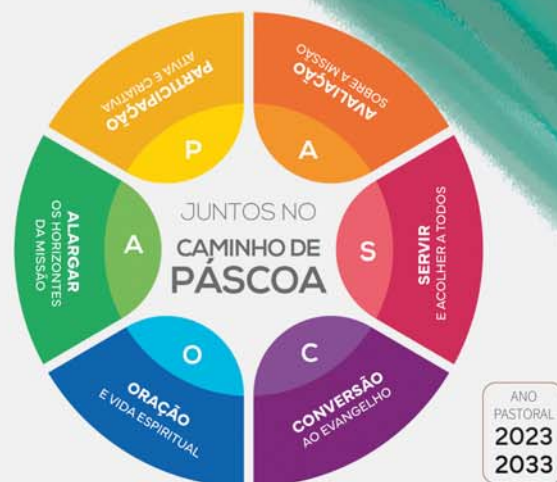 P
PARTICIPAÇÃO
ATIVA E CRIATIVA
A
AVALIAÇÃO
SOBRE A MISSÃO
S
SERVIR
E ACOLHER A TODOS
C
CONVERSÃO
AO EVANGELHO
O
ORAÇÃO
E VIDA ESPIRITUAL
A
ALARGAR
OS HORIZONTES
DA MISSÃO
JUNTOS NO
CAMINHO DE
PÁSCOA
ANO
PASTORAL
2023
2033